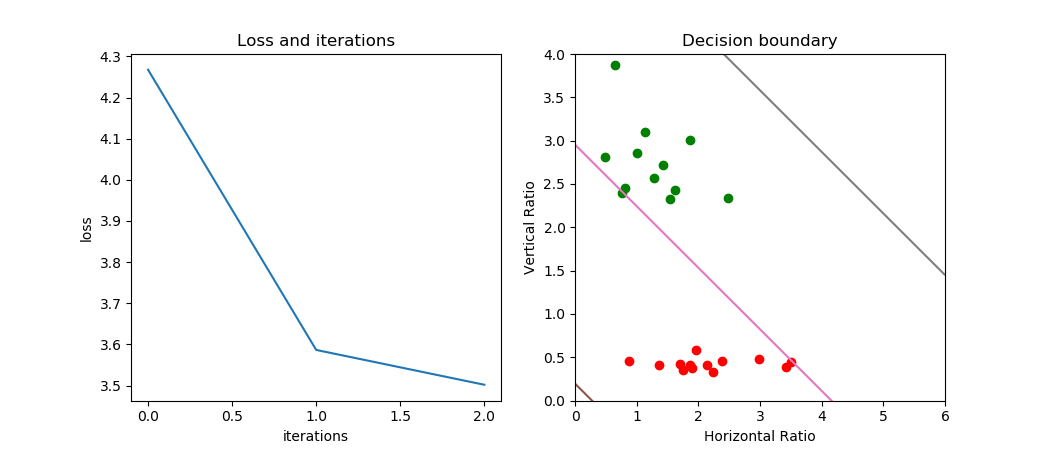 Loss and iterations
4.3
4.2
4.1
4.0
3.9
3.8
3.7
3.6
3.5
loss
0.0 0.5 1.0 1.5 2.0
iterations
Decision boundary
4.0
3.5
3.0
2.5
2.0
1.5
1.0
0.5
0.0
Vertical Ratio
0 1 2 3 4 5 6
Horizontal Ratio